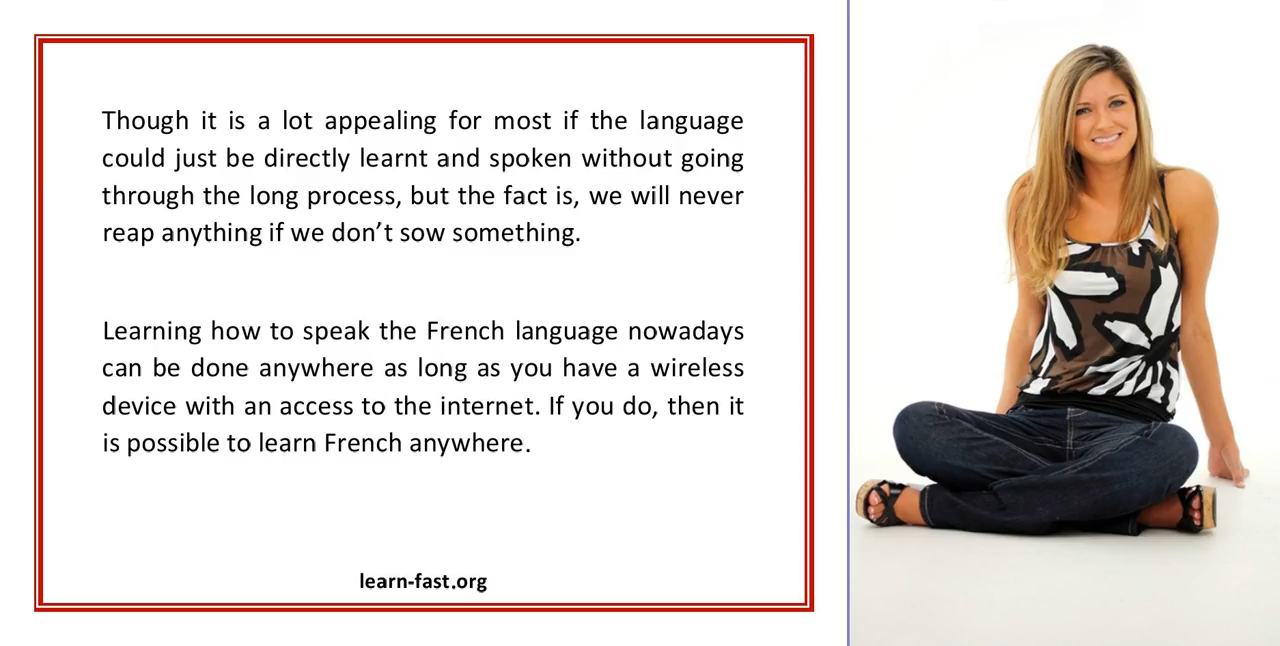 Though it is a lot appealing for most if the language
could just be directly learnt and spoken without going
through the long process, but the fact is, we will never
reap anything if we don’t sow something.
Learning how to speak the French language nowadays
can be done anywhere as long as you have a wireless
device with an access to the internet. If you do, then it
is possible to learn French anywhere.
learn-fast.org